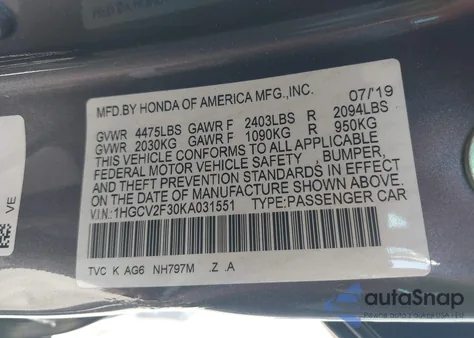 MFD.BY HONDA OF AMERICA MFG.,INC. 07/19
GVWR 4475LBS GAWR F 2403LBS R 2094LBS
GVWR 2030KG GAWR F 1090KG R 950KG
THIS VEHICLE CONFORMS TO ALL APPLICABLE
FEDERAL MOTOR VEHICLE SAFETY , BUMPER,
AND THEFT PREVENTION STANDARDS IN EFFECT
ON THE DATE OF MANUFACTURE SHOWN ABOVE.
V.I.N: 1HGCV2F30KA031551 TYPE:PASSENGER CAR
TVC K AG6 NH797M .Z .A
VE
autoSnap